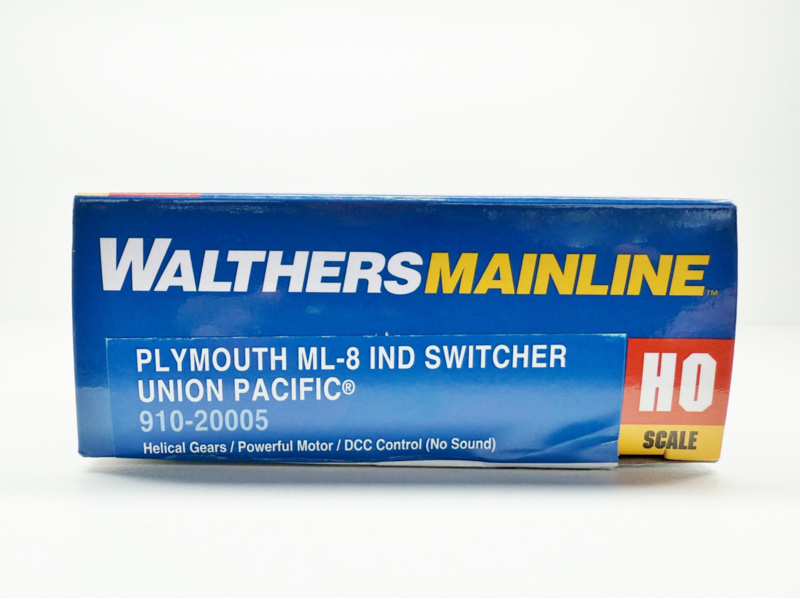 WALTHERSMAINLINE™
PLYMOUTH ML-8 IND SWITCHER
UNION PACIFIC®
910-20005
Helical Gears / Powerful Motor / DCC Control (No Sound)
HO
SCALE